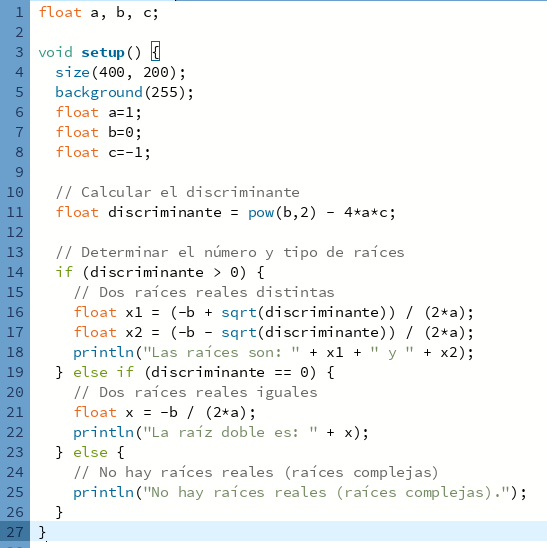 1 float a, b, c;
2
3 void setup() {
4   size(400, 200);
5   background(255);
6   float a=1;
7   float b=0;
8   float c=-1;
9
10   // Calcular el discriminante
11   float discriminante = pow(b,2) - 4*a*c;
12
13   // Determinar el número y tipo de raíces
14   if (discriminante > 0) {
15     // Dos raíces reales distintas
16     float x1 = (-b + sqrt(discriminante)) / (2*a);
17     float x2 = (-b - sqrt(discriminante)) / (2*a);
18     println("Las raíces son: " + x1 + " y " + x2);
19   } else if (discriminante == 0) {
20     // Dos raíces reales iguales
21     float x = -b / (2*a);
22     println("La raíz doble es: " + x);
23   } else {
24     // No hay raíces reales (raíces complejas)
25     println("No hay raíces reales (raíces complejas).");
26   }
27 }